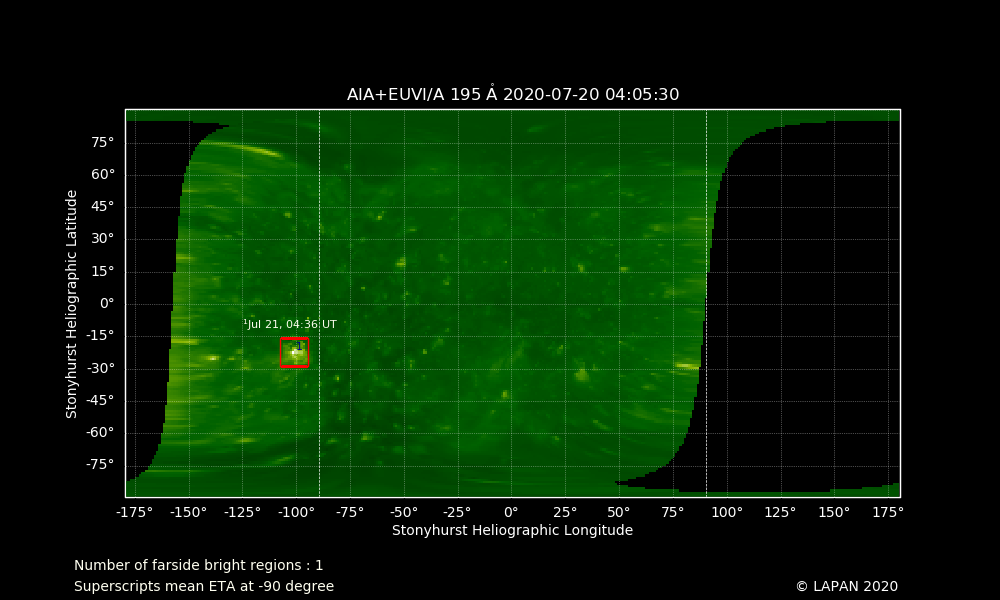 AIA+EUVI/A 195 Å 2020-07-20 04:05:30
Stonyhurst Heliographic Latitude
75°
60°
45°
30°
15°
0°
-15°
-30°
-45°
-60°
-75°
¹Jul 21, 04:36 UT
-175° -150° -125° -100° -75° -50° -25° 0° 25° 50° 75° 100° 125° 150° 175°
Stonyhurst Heliographic Longitude
Number of farside bright regions : 1
Superscripts mean ETA at -90 degree
© LAPAN 2020